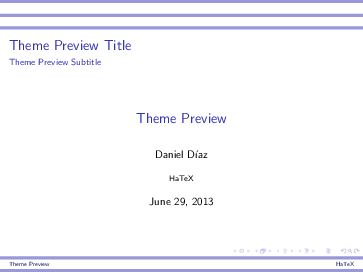 Theme Preview Title
Theme Preview Subtitle
Theme Preview
Daniel Díaz
HaTeX
June 29, 2013
Theme Preview
HaTeX